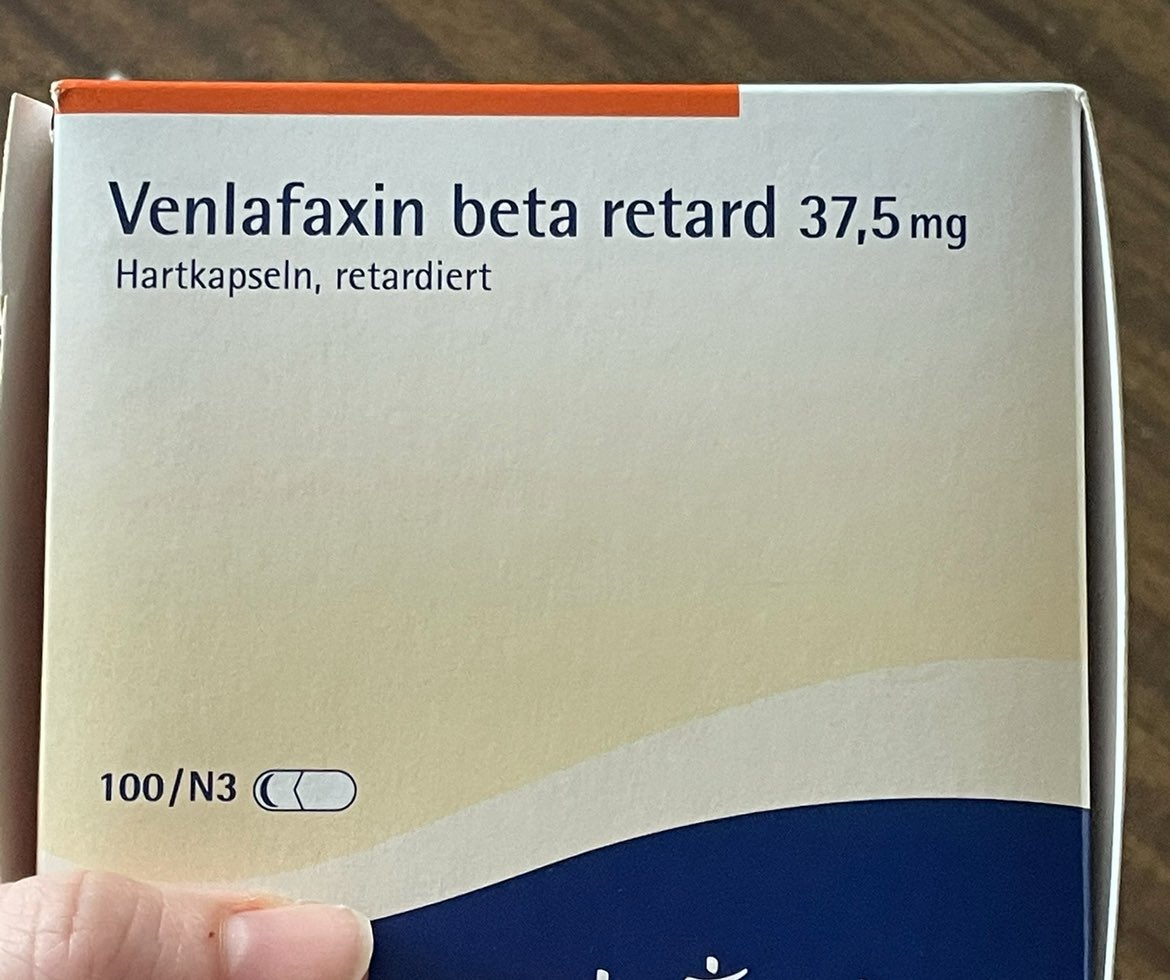 Venlafaxin beta retard 37,5 mg
Hartkapseln, retardiert
100/N3